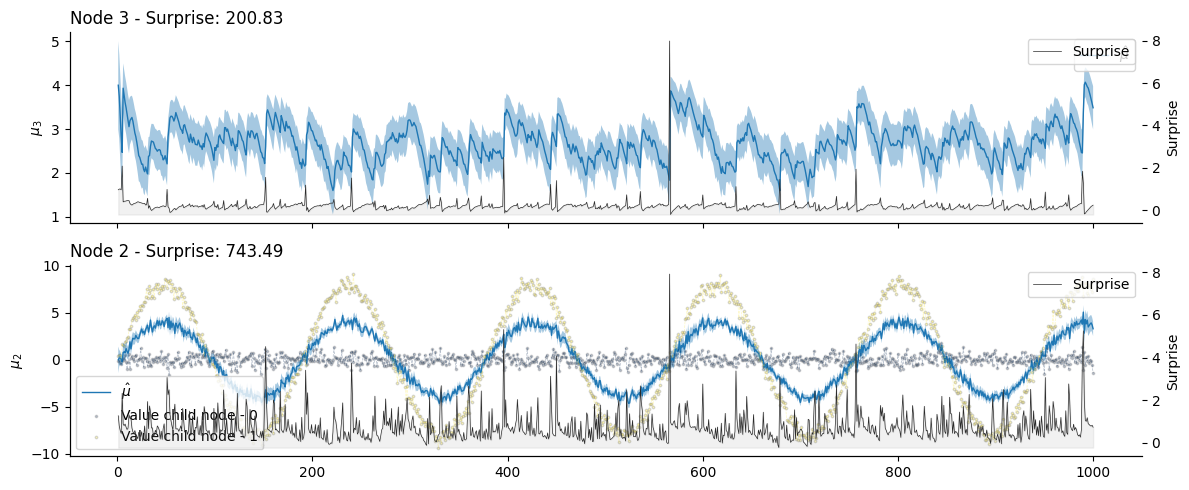 Node 3 - Surprise: 200.83
5
4
3
2
1
μ₃
Surprise
8
6
4
2
0
Surprise
Node 2 - Surprise: 743.49
10
5
0
−5
−10
μ₂
μ̂
Value child node - 0
Value child node - 1
Surprise
8
6
4
2
0
Surprise
0
200
400
600
800
1000